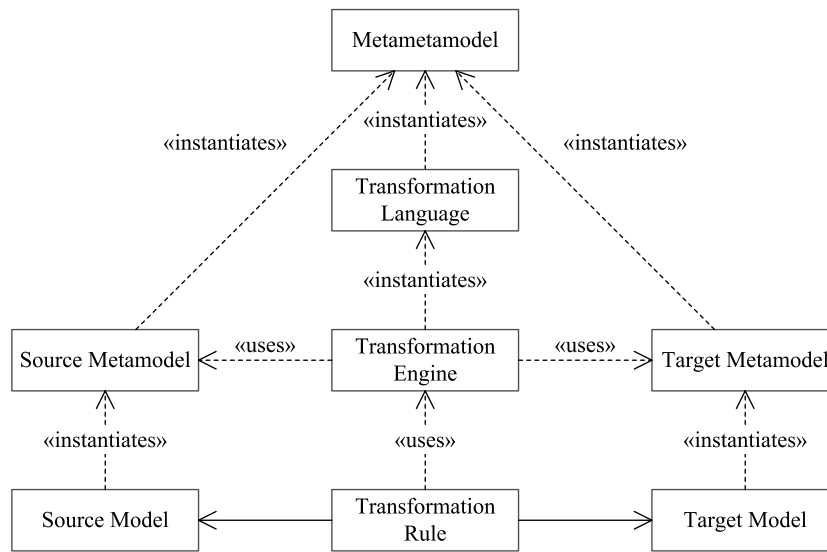 Metametamodel
«instantiates»
«instantiates»
«instantiates»
Transformation
Language
«instantiates»
Source Metamodel
«uses»
Transformation
Engine
«uses»
Target Metamodel
«instantiates»
«uses»
«instantiates»
Source Model
Transformation
Rule
Target Model